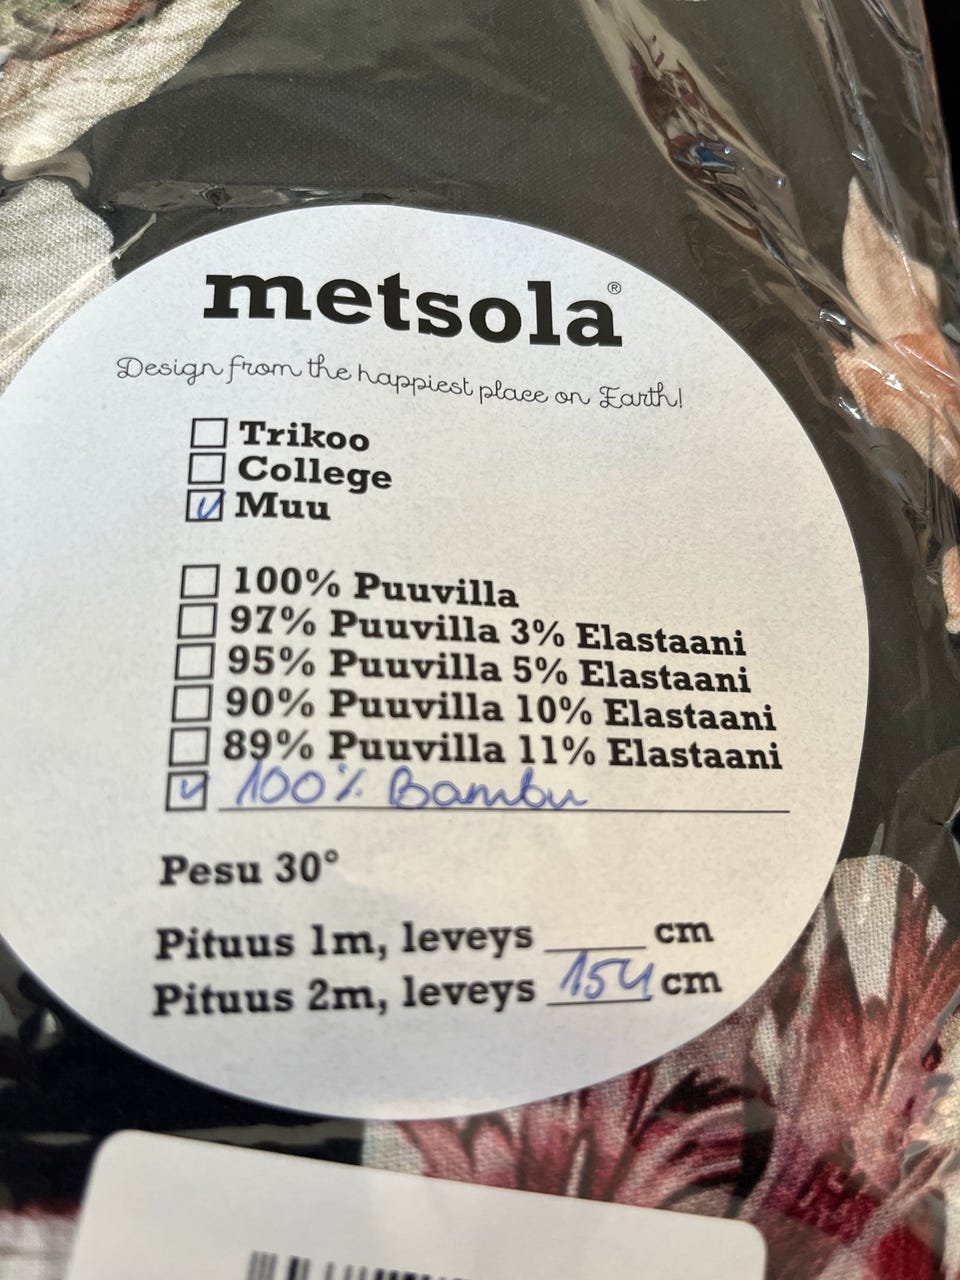 metsola®
Design from the happiest place on Earth!
Trikoo
College
Muu
100% Puuvilla
97% Puuvilla 3% Elastaani
95% Puuvilla 5% Elastaani
90% Puuvilla 10% Elastaani
89% Puuvilla 11% Elastaani
100% Bambu
Pesu 30°
Pituus 1m, leveys ____ cm
Pituus 2m, leveys 154 cm